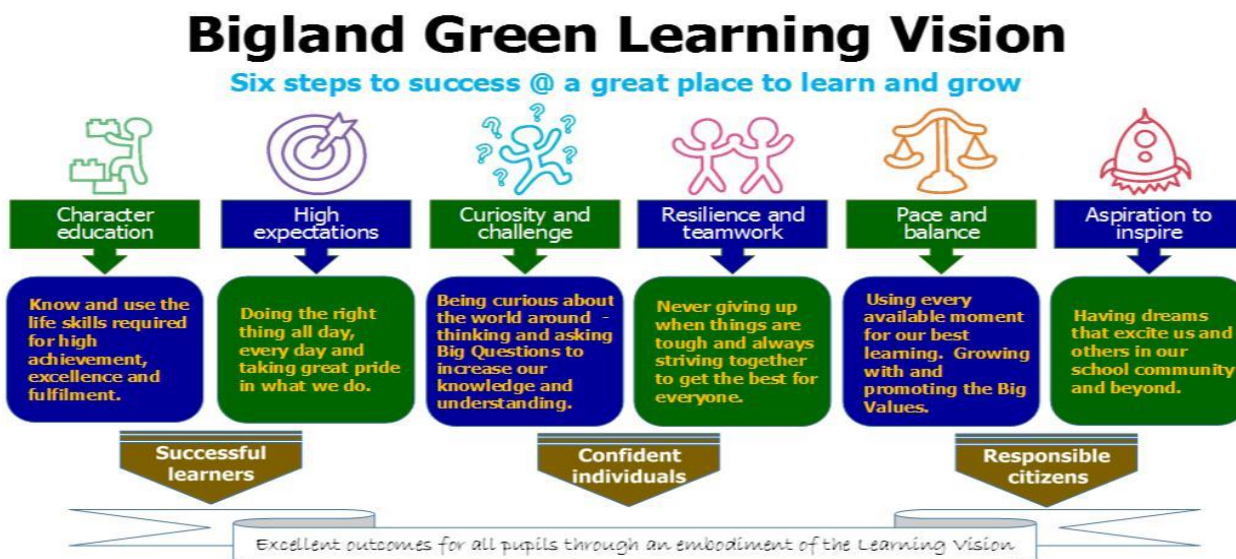 Bigland Green Learning Vision
Six steps to success @ a great place to learn and grow
? ? ? ? ? ?
Character
education
High
expectations
Curiosity and
challenge
Resilience and
teamwork
Pace and
balance
Aspiration to
inspire
Know and use the
life skills required
for high
achievement,
excellence and
fulfilment.
Doing the right
thing all day,
every day and
taking great pride
in what we do.
Being curious about
the world around -
thinking and asking
Big Questions to
increase our
knowledge and
understanding.
Never giving up
when things are
tough and always
striving together
to get the best for
everyone.
Using every
available moment
for our best
learning. Growing
with and
promoting the Big
Values.
Having dreams
that excite us and
others in our
school community
and beyond.
Successful
learners
Confident
individuals
Responsible
citizens
Excellent outcomes for all pupils through an embodiment of the Learning Vision